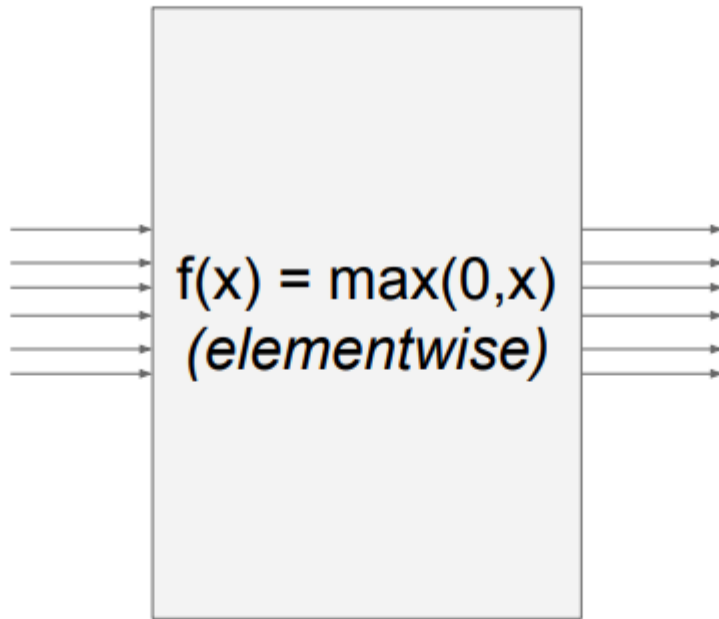 f(x) = max(0,x)
(elementwise)